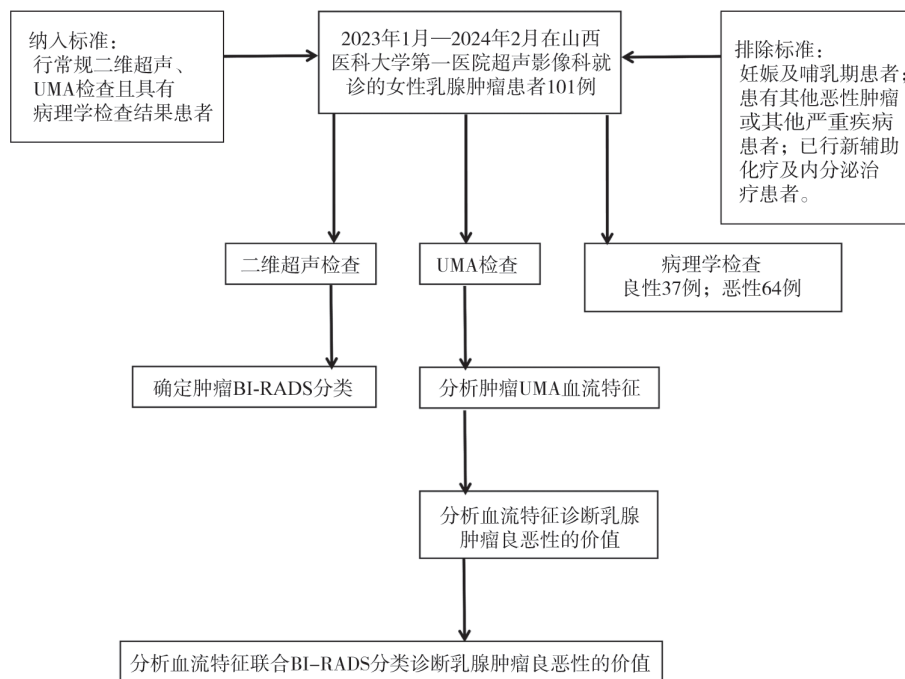 纳入标准：
行常规二维超声、
UMA检查且具有
病理学检查结果患者
2023年1月—2024年2月在山西
医科大学第一医院超声影像科就
诊的女性乳腺肿瘤患者101例
排除标准：
妊娠及哺乳期患者；
患有其他恶性肿瘤
或其他严重疾病
患者；已行新辅助
化疗及内分泌治
疗患者。
二维超声检查
UMA检查
病理学检查
良性37例；恶性64例
确定肿瘤BI-RADS分类
分析肿瘤UMA血流特征
分析血流特征诊断乳腺
肿瘤良恶性的价值
分析血流特征联合BI-RADS分类诊断乳腺肿瘤良恶性的价值